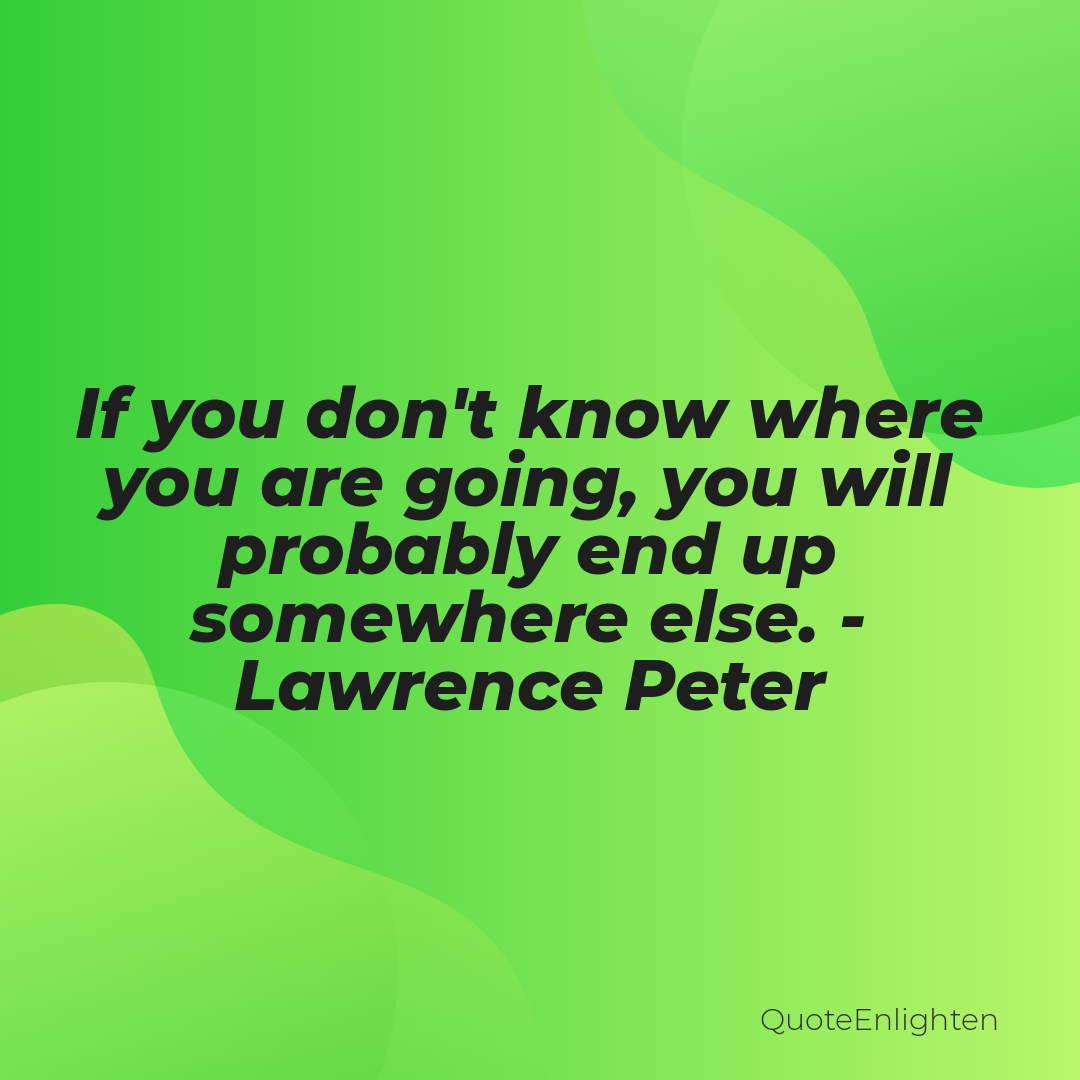 If you don't know where
you are going, you will
probably end up
somewhere else. -
Lawrence Peter
QuoteEnlighten